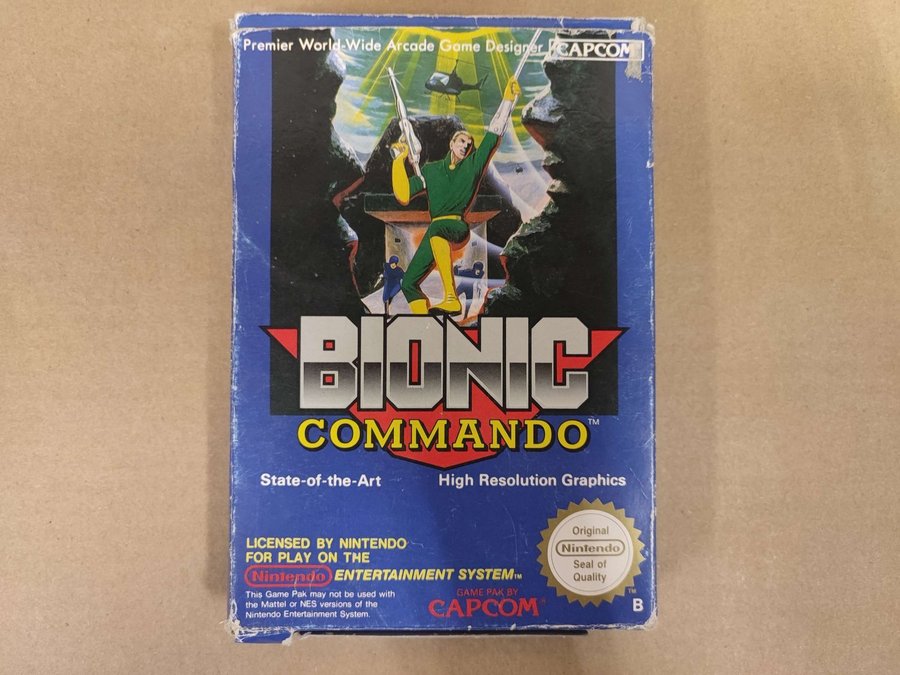 Premier World-Wide Arcade Game Designer
CAPCOM
BIONIC
COMMANDO™
State-of-the-Art High Resolution Graphics
LICENSED BY NINTENDO
FOR PLAY ON THE
Nintendo ENTERTAINMENT SYSTEM™
This Game Pak may not be used with
the Mattel or NES versions of the
Nintendo Entertainment System.
GAME PAK BY
CAPCOM®
Original
Nintendo
Seal of
Quality
™
B